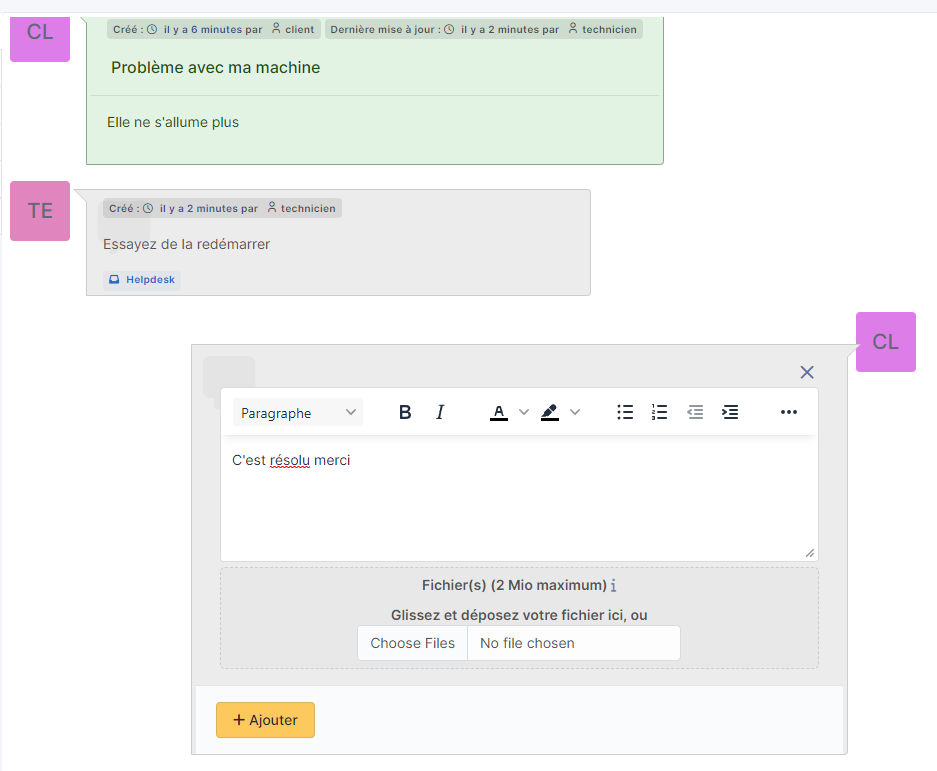 CL
Créé : il y a 6 minutes par client Dernière mise à jour : il y a 2 minutes par technicien
Problème avec ma machine
Elle ne s'allume plus
TE
Créé : il y a 2 minutes par technicien
Essayez de la redémarrer
Helpdesk
CL
Paragraphe B I A
C'est résolu merci
Fichier(s) (2 Mio maximum) i
Glissez et déposez votre fichier ici, ou
Choose Files No file chosen
+ Ajouter